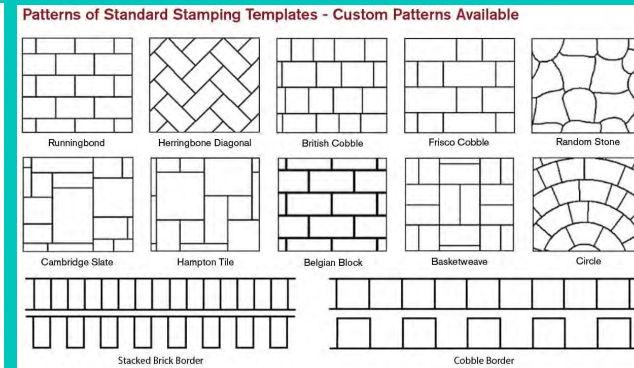 Patterns of Standard Stamping Templates - Custom Patterns Available
Runningbond
Herringbone Diagonal
British Cobble
Frisco Cobble
Random Stone
Cambridge Slate
Hampton Tile
Belgian Block
Basketweave
Circle
Stacked Brick Border
Cobble Border